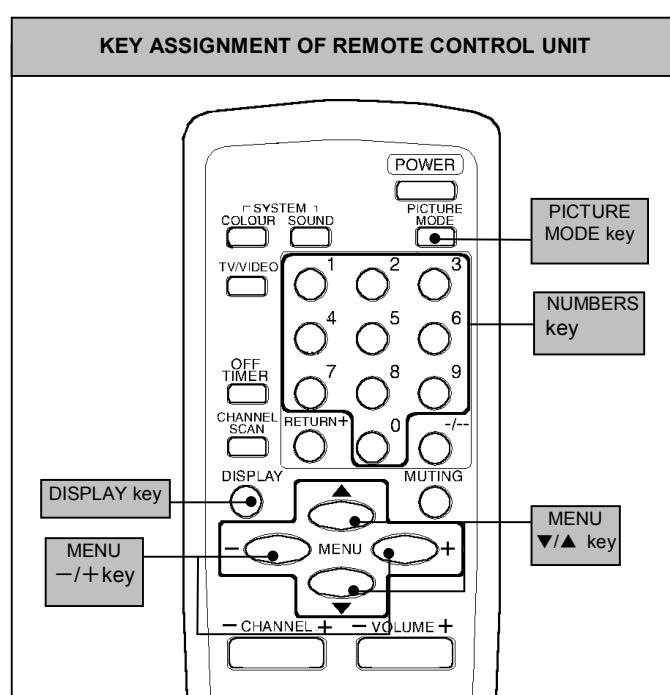 KEY ASSIGNMENT OF REMOTE CONTROL UNIT
POWER
SYSTEM
COLOUR SOUND
PICTURE
MODE
PICTURE
MODE key
TV/VIDEO
1 2 3
NUMBERS
key
4 5 6
OFF
TIMER
7 8 9
CHANNEL
SCAN
RETURN+
0
-/--
DISPLAY
MUTING
DISPLAY key
▲
MENU
▼/▲ key
MENU
−/+key
− MENU +
▼
− CHANNEL +
− VOLUME +